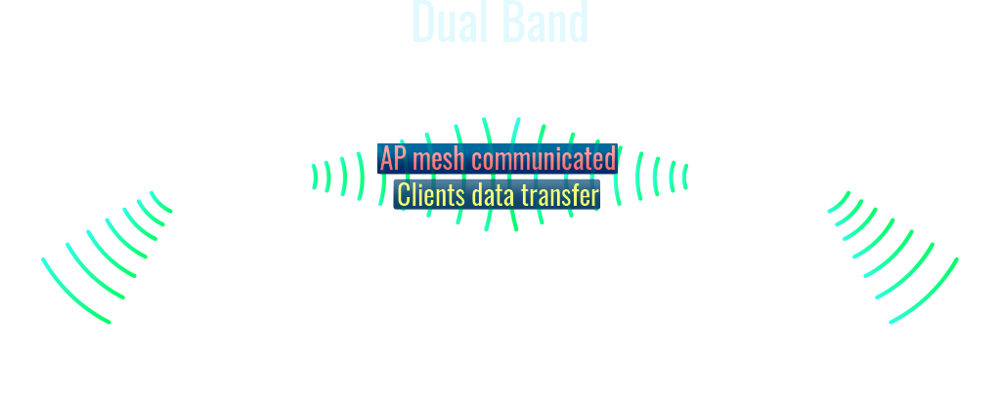 Dual Band
AP mesh communicated
Clients data transfer